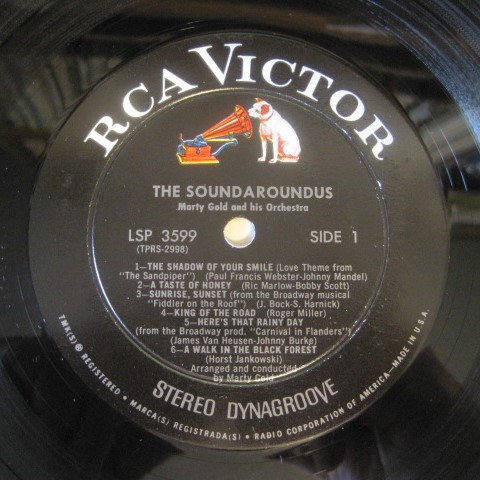 RCA VICTOR
THE SOUNDAROUNDUS
Marty Gold and his Orchestra
LSP 3599
(TPRS-2998)
SIDE 1
1—THE SHADOW OF YOUR SMILE (Love Theme from
"The Sandpiper") (Paul Francis Webster-Johnny Mandel)
2—A TASTE OF HONEY (Ric Marlow-Bobby Scott)
3—SUNRISE, SUNSET (from the Broadway musical
"Fiddler on the Roof") (J. Bock-S. Harnick)
4—KING OF THE ROAD (Roger Miller)
5—HERE'S THAT RAINY DAY
(from the Broadway prod. "Carnival in Flanders")
(James Van Heusen-Johnny Burke)
6—A WALK IN THE BLACK FOREST
(Horst Jankowski)
Arranged and conducted
by Marty Gold
STEREO DYNAGROOVE
TMK(S) ® REGISTERED • MARCA(S) REGISTRADA(S) • RADIO CORPORATION OF AMERICA—MADE IN U.S.A.